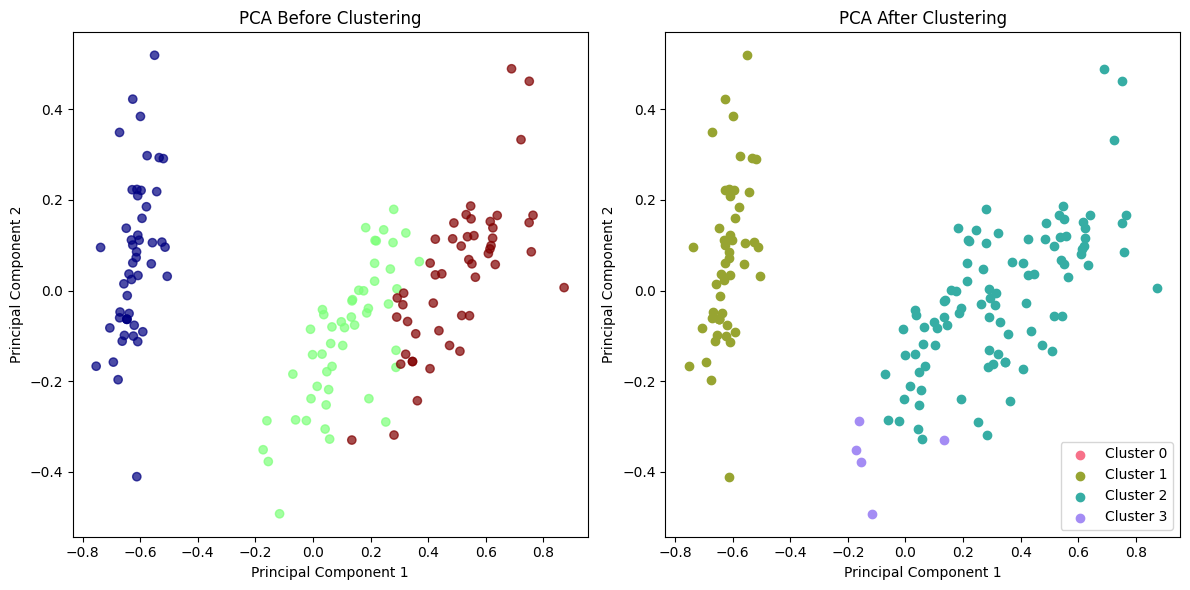 PCA Before Clustering
Principal Component 2
0.4
0.2
0.0
−0.2
−0.4
−0.8
−0.6
−0.4
−0.2
0.0
0.2
0.4
0.6
0.8
Principal Component 1
PCA After Clustering
Principal Component 2
0.4
0.2
0.0
−0.2
−0.4
Cluster 0
Cluster 1
Cluster 2
Cluster 3
−0.8
−0.6
−0.4
−0.2
0.0
0.2
0.4
0.6
0.8
Principal Component 1